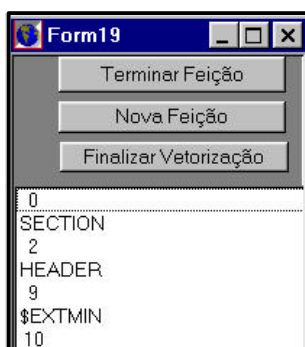 Form19
Terminar Feição
Nova Feição
Finalizar Vetorização
0
SECTION
2
HEADER
9
$EXTMIN
10